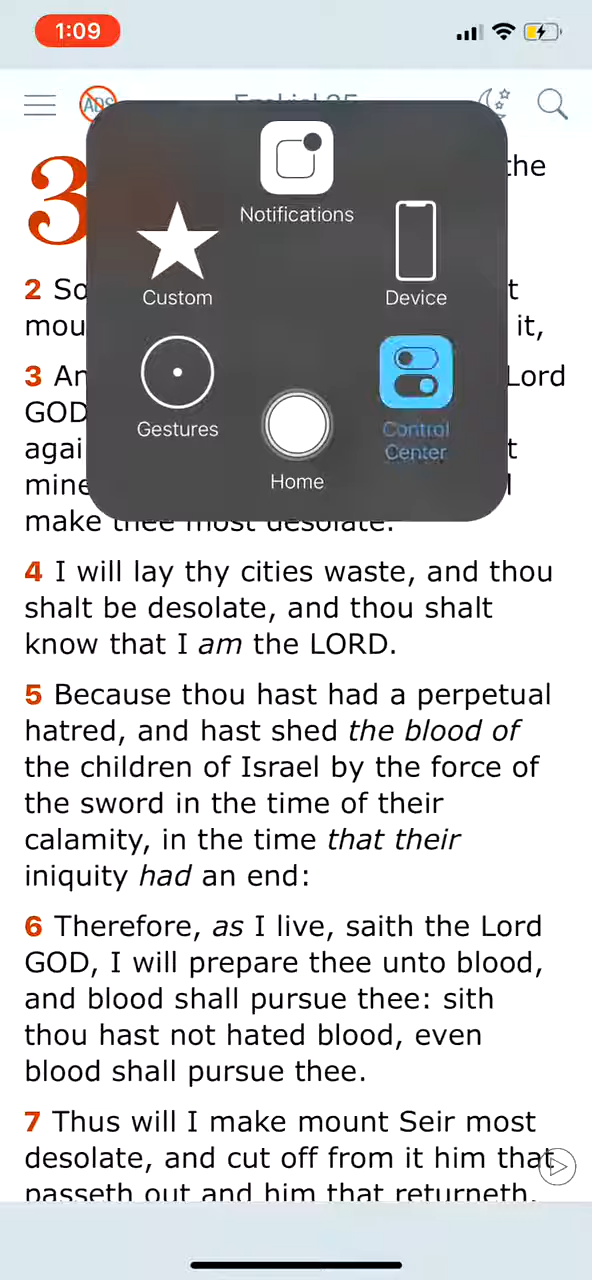 1:09
ADS
Ezekiel 35
3
the
Notifications
Custom
Device
2 So
t
mou
it,
3 An
Lord
GOD
Gestures
Control
Center
agai
t
mine
Home
make thee most desolate.
4 I will lay thy cities waste, and thou
shalt be desolate, and thou shalt
know that I am the LORD.
5 Because thou hast had a perpetual
hatred, and hast shed the blood of
the children of Israel by the force of
the sword in the time of their
calamity, in the time that their
iniquity had an end:
6 Therefore, as I live, saith the Lord
GOD, I will prepare thee unto blood,
and blood shall pursue thee: sith
thou hast not hated blood, even
blood shall pursue thee.
7 Thus will I make mount Seir most
desolate, and cut off from it him that
passeth out and him that returneth.